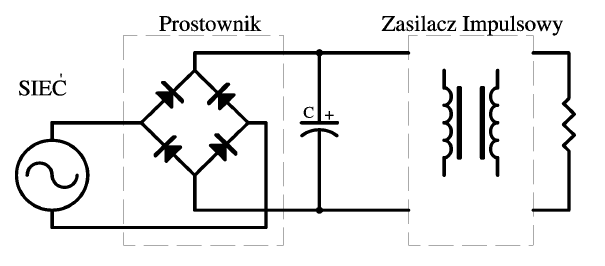 Prostownik
Zasilacz Impulsowy
SIEĆ
C +